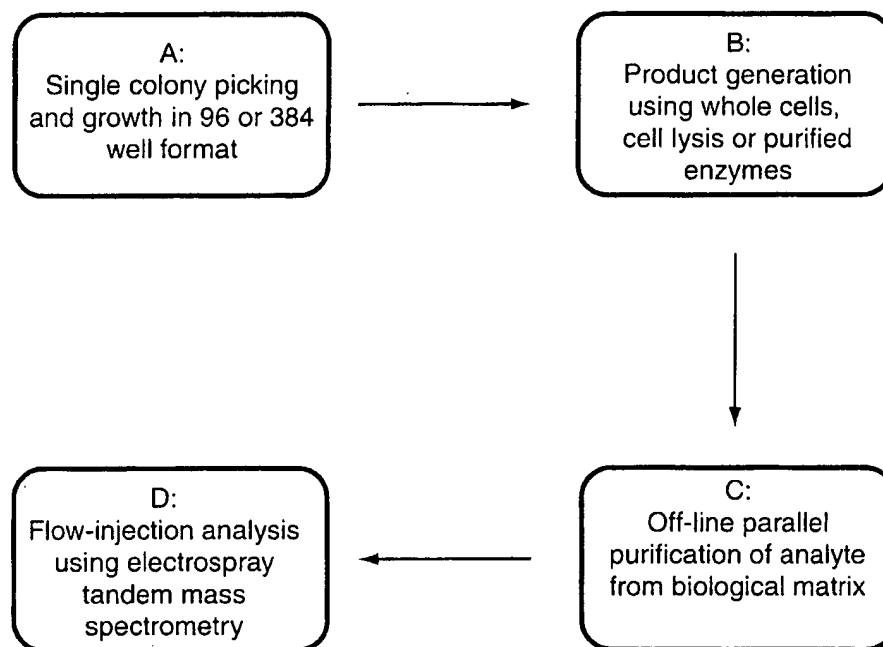 A:
Single colony picking
and growth in 96 or 384
well format
B:
Product generation
using whole cells,
cell lysis or purified
enzymes
C:
Off-line parallel
purification of analyte
from biological matrix
D:
Flow-injection analysis
using electrospray
tandem mass
spectrometry